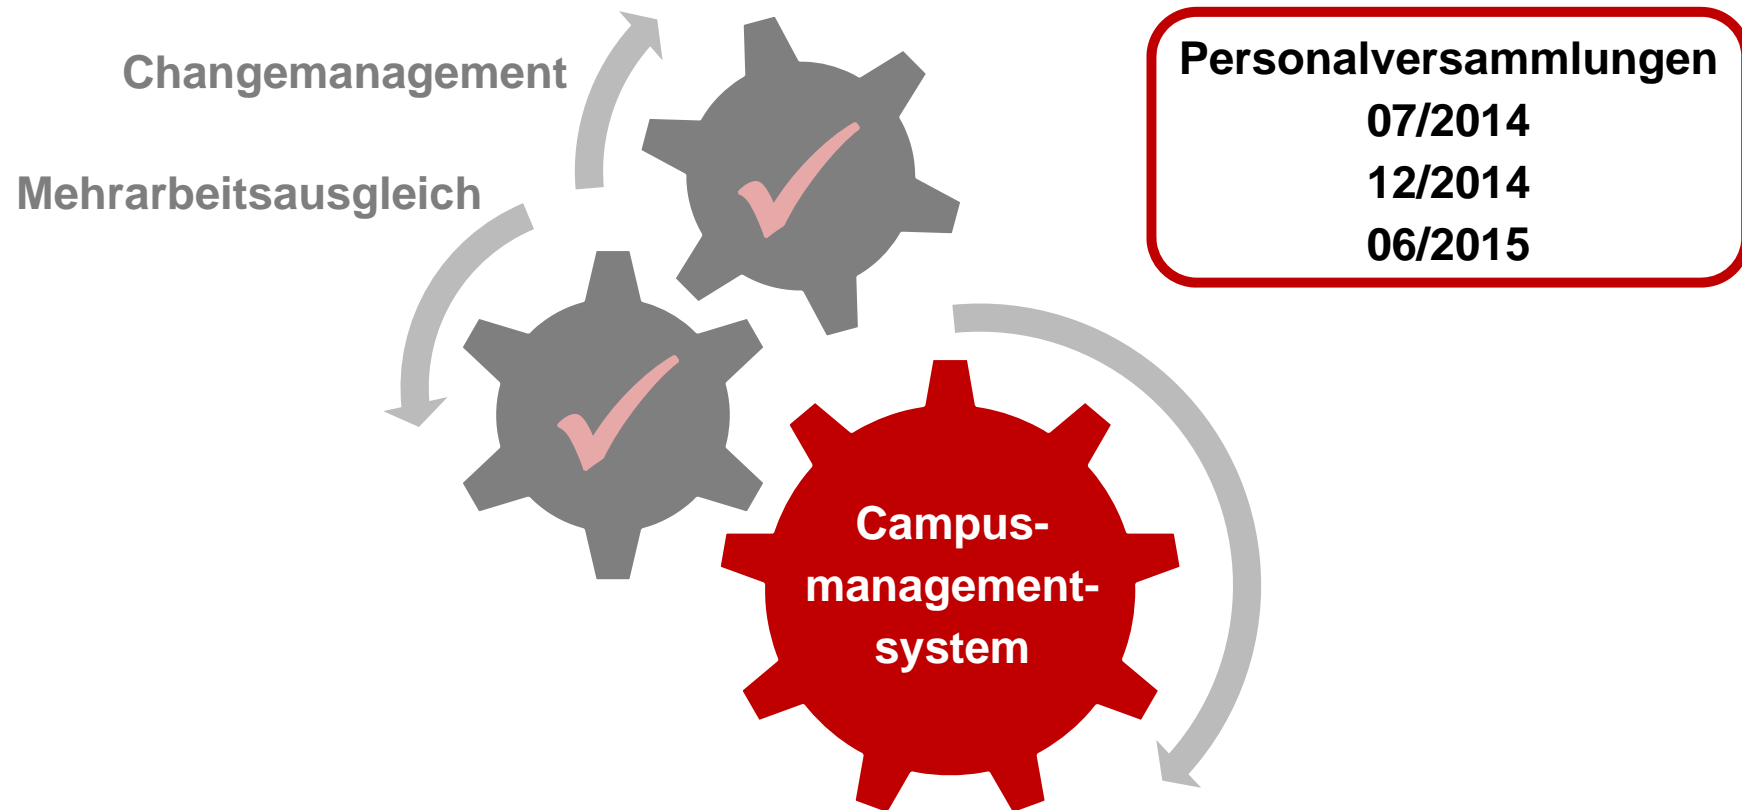 Changemanagement
Mehrarbeitsausgleich
Personalversammlungen
07/2014
12/2014
06/2015
Campus-
management-
system